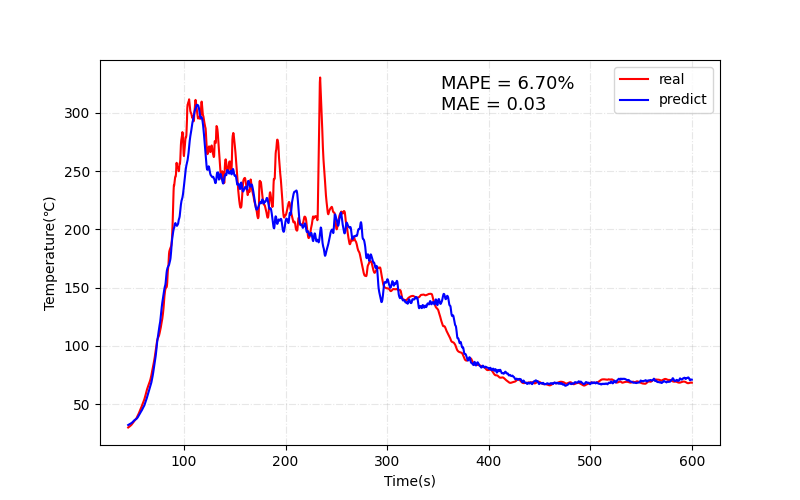 MAPE = 6.70%
MAE = 0.03
real
predict
300
250
200
150
100
50
Temperature(℃)
100
200
300
400
500
600
Time(s)